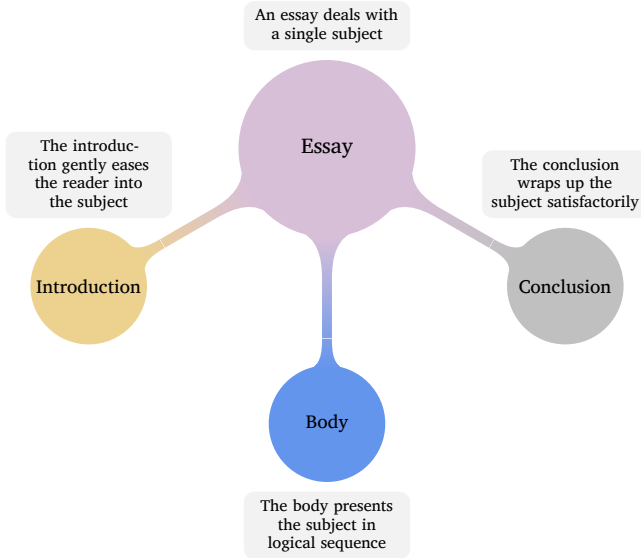 An essay deals with
a single subject
Essay
The introduc-
tion gently eases
the reader into
the subject
Introduction
The conclusion
wraps up the
subject satisfactorily
Conclusion
Body
The body presents
the subject in
logical sequence